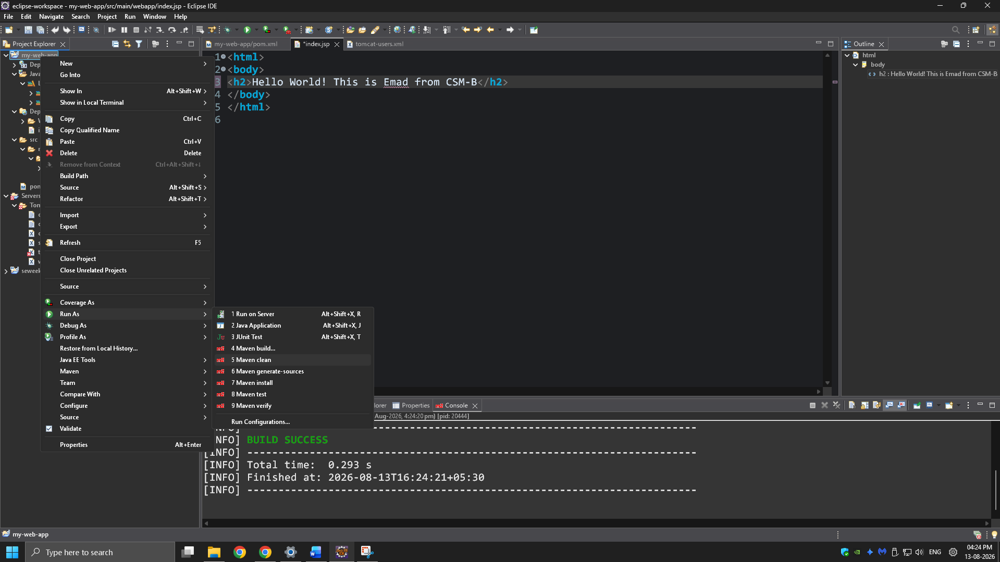 eclipse-workspace - my-web-app/src/main/webapp/index.jsp - Eclipse IDE
File Edit Navigate Search Project Run Window Help
Project Explorer
my-web-app/pom.xml
*index.jsp
tomcat-users.xml
Outline
my-web-app
Dep
Java
Dep
src
pon
Servers
Tom
seweek
New
Go Into
Show In Alt+Shift+W
Show in Local Terminal
Copy Ctrl+C
Copy Qualified Name
Paste Ctrl+V
Delete Delete
Remove from Context Ctrl+Alt+Shift+↓
Build Path
Source Alt+Shift+S
Refactor Alt+Shift+T
Import
Export
Refresh F5
Close Project
Close Unrelated Projects
Source
Coverage As
Run As
Debug As
Profile As
Restore from Local History...
Java EE Tools
Maven
Team
Compare With
Configure
Source
Validate
Properties Alt+Enter
1 Run on Server Alt+Shift+X, R
2 Java Application Alt+Shift+X, J
3 JUnit Test Alt+Shift+X, T
4 Maven build...
5 Maven clean
6 Maven generate-sources
7 Maven install
8 Maven test
9 Maven verify
Run Configurations...
1 <html>
2 <body>
3 <h2>Hello World! This is Emad from CSM-B</h2>
4 </body>
5 </html>
6
html
body
h2 : Hello World! This is Emad from CSM-B
lorer
Properties
Console
Aug-2026, 4:24:20 pm) [pid: 20444]
NFO] BUILD SUCCESS
[INFO] ------------------------------------------------------------------------
[INFO] Total time:  0.293 s
[INFO] Finished at: 2026-08-13T16:24:21+05:30
[INFO] ------------------------------------------------------------------------
my-web-app
Type here to search
ENG
04:24 PM
13-08-2026